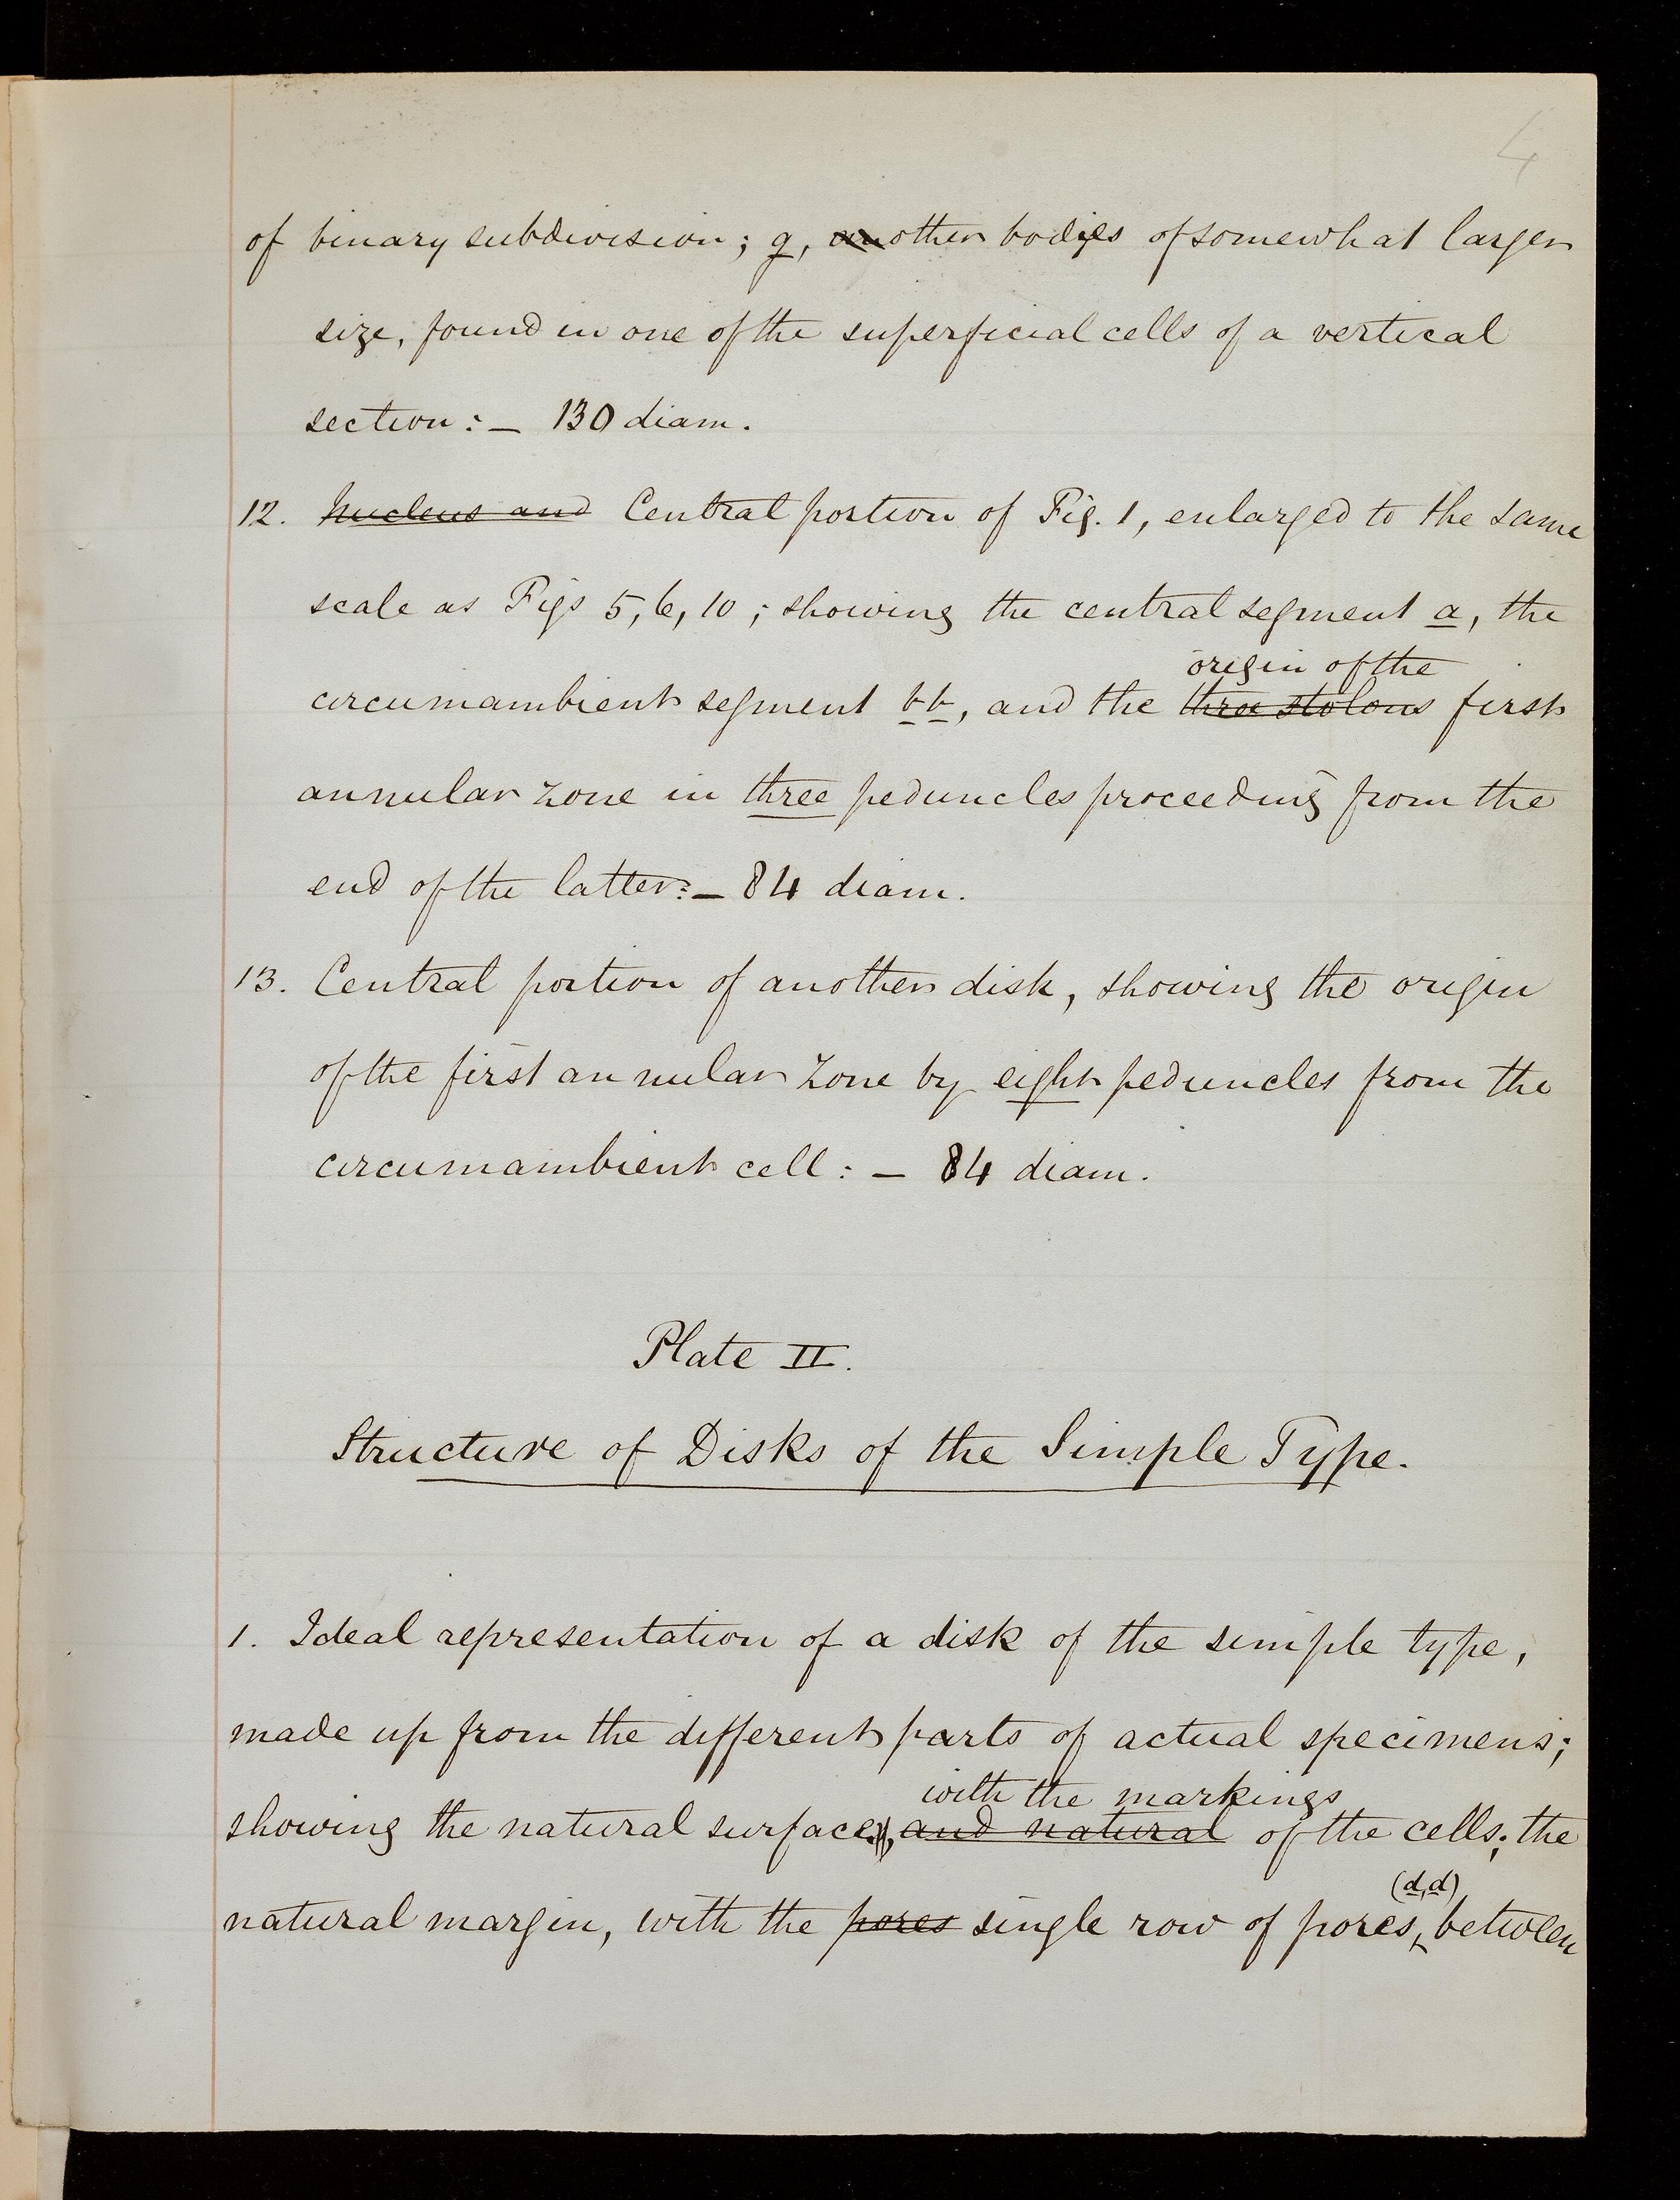 4
of binary subdivision; g, another bodies of somewhat larger
size, found in one of the superficial cells of a vertical
section:— 130 diam.
12. Nucleus and Central portion of Fig. 1, enlarged to the same
scale as Figs 5, 6, 10; showing the central segment a, the
origin of the
circumambient segment b b, and the three stolons first
annular zone in three peduncles proceeding from the
end of the latter:— 84 diam.
13. Central portion of another disk, showing the origin
of the first annular zone by eight peduncles from the
circumambient cell:— 84 diam.
Plate II.
Structure of Disks of the Simple Type.
1. Ideal representation of a disk of the simple type,
made up from the different parts of actual specimens;
with the markings
showing the natural surface, and natural of the cells; the
(d,d)
natural margin, with the pores single row of pores, between